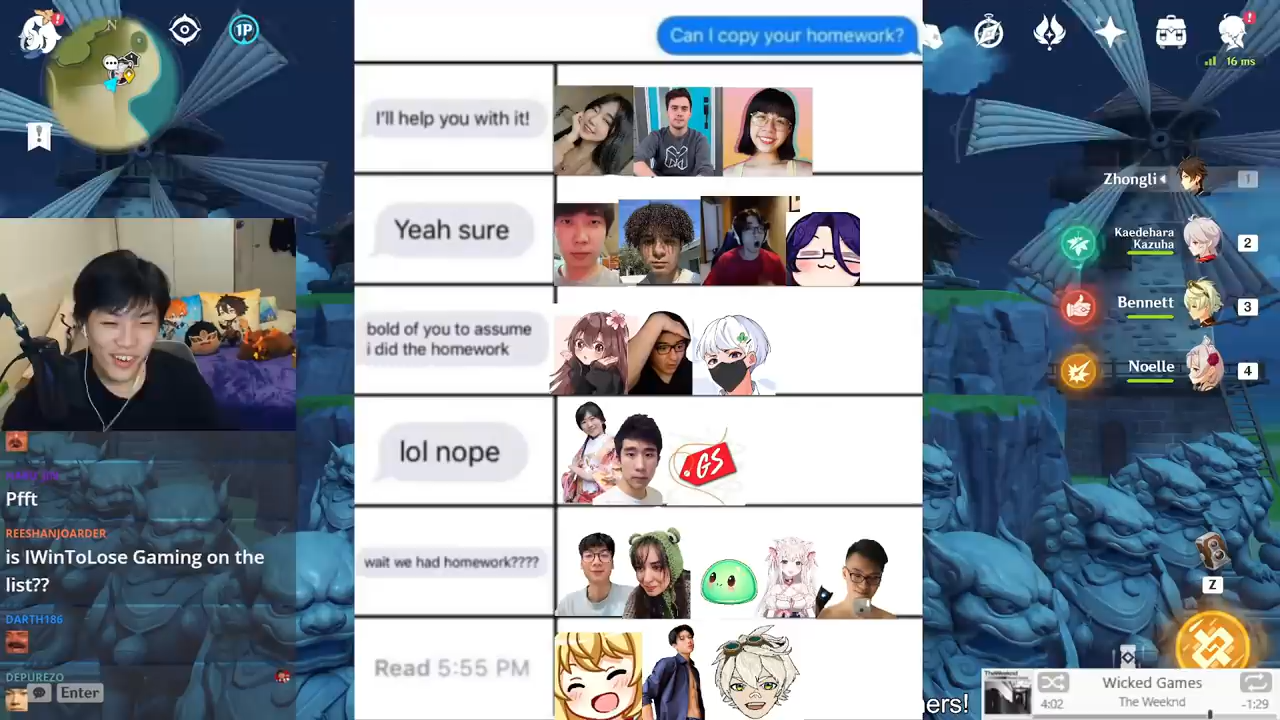 N
1P
16 ms
Can I copy your homework?
I'll help you with it!
Yeah sure
bold of you to assume
i did the homework
lol nope
GS
wait we had homework????
Read 5:55 PM
Zhongli
1
Kaedehara
Kazuha
2
Bennett
3
Noelle
4
Z
Pfft
REESHANJOARDER
is IWinToLose Gaming on the
list??
DARTH186
DEPUREZO
Enter
ners!
Wicked Games
The Weeknd
4:02
-1:29